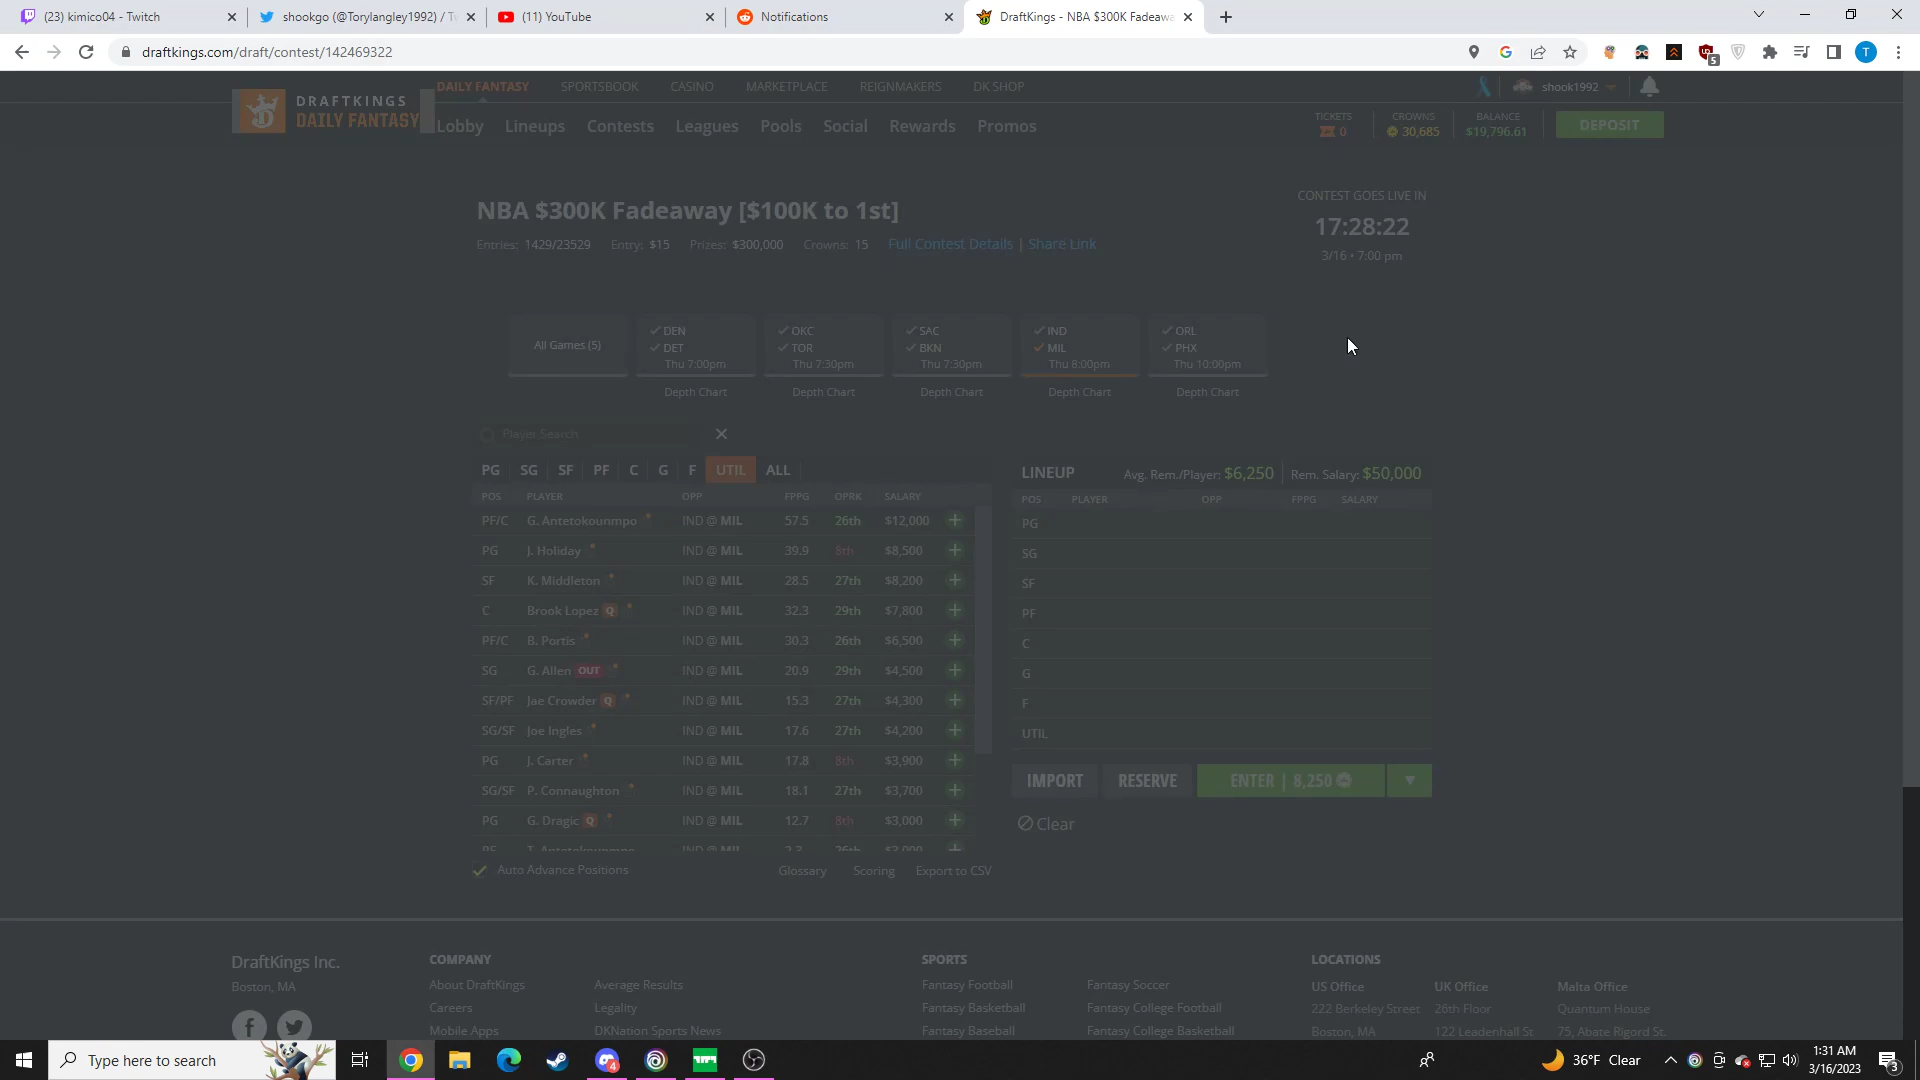 (23) kimico04 - Twitch
shookgo (@Torylangley1992) / Tw
(11) YouTube
Notifications
DraftKings - NBA $300K Fadeaway
draftkings.com/draft/contest/142469322
5
T
DAILY FANTASY
SPORTSBOOK
CASINO
MARKETPLACE
REIGNMAKERS
DK SHOP
shook1992
DRAFTKINGS
DAILY FANTASY
Lobby
Lineups
Contests
Leagues
Pools
Social
Rewards
Promos
TICKETS
0
CROWNS
30,685
BALANCE
$19,796.61
DEPOSIT
NBA $300K Fadeaway [$100K to 1st]
Entries: 1429/23529 Entry: $15 Prizes: $300,000 Crowns: 15 Full Contest Details | Share Link
CONTEST GOES LIVE IN
17:28:22
3/16 • 7:00 pm
All Games (5)
DEN
DET
Thu 7:00pm
Depth Chart
OKC
TOR
Thu 7:30pm
Depth Chart
SAC
BKN
Thu 7:30pm
Depth Chart
IND
MIL
Thu 8:00pm
Depth Chart
ORL
PHX
Thu 10:00pm
Depth Chart
Player Search
PG SG SF PF C G F UTIL ALL
POS PLAYER OPP FPPG OPRK SALARY
PF/C G. Antetokounmpo IND @ MIL 57.5 26th $12,000
PG J. Holiday IND @ MIL 39.9 8th $8,500
SF K. Middleton IND @ MIL 28.5 27th $8,200
C Brook Lopez Q IND @ MIL 32.3 29th $7,800
PF/C B. Portis IND @ MIL 30.3 26th $6,500
SG G. Allen OUT IND @ MIL 20.9 29th $4,500
SF/PF Jae Crowder Q IND @ MIL 15.3 27th $4,300
SG/SF Joe Ingles IND @ MIL 17.6 27th $4,200
PG J. Carter IND @ MIL 17.8 8th $3,900
SG/SF P. Connaughton IND @ MIL 18.1 27th $3,700
PG G. Dragic Q IND @ MIL 12.7 8th $3,000
PF T. Antetokounmpo IND @ MIL 2.3 26th $3,000
Auto Advance Positions
Glossary
Scoring
Export to CSV
LINEUP
Avg. Rem./Player: $6,250
Rem. Salary: $50,000
POS PLAYER OPP FPPG SALARY
PG
SG
SF
PF
C
G
F
UTIL
IMPORT
RESERVE
ENTER | 8,250
Clear
DraftKings Inc.
Boston, MA
COMPANY
About DraftKings
Careers
Mobile Apps
Average Results
Legality
DKNation Sports News
SPORTS
Fantasy Football
Fantasy Basketball
Fantasy Baseball
Fantasy Soccer
Fantasy College Football
Fantasy College Basketball
LOCATIONS
US Office
222 Berkeley Street
Boston, MA
UK Office
26th Floor
122 Leadenhall St
Malta Office
Quantum House
75, Abate Rigord St.
Type here to search
4
36°F Clear
1:31 AM
3/16/2023
3